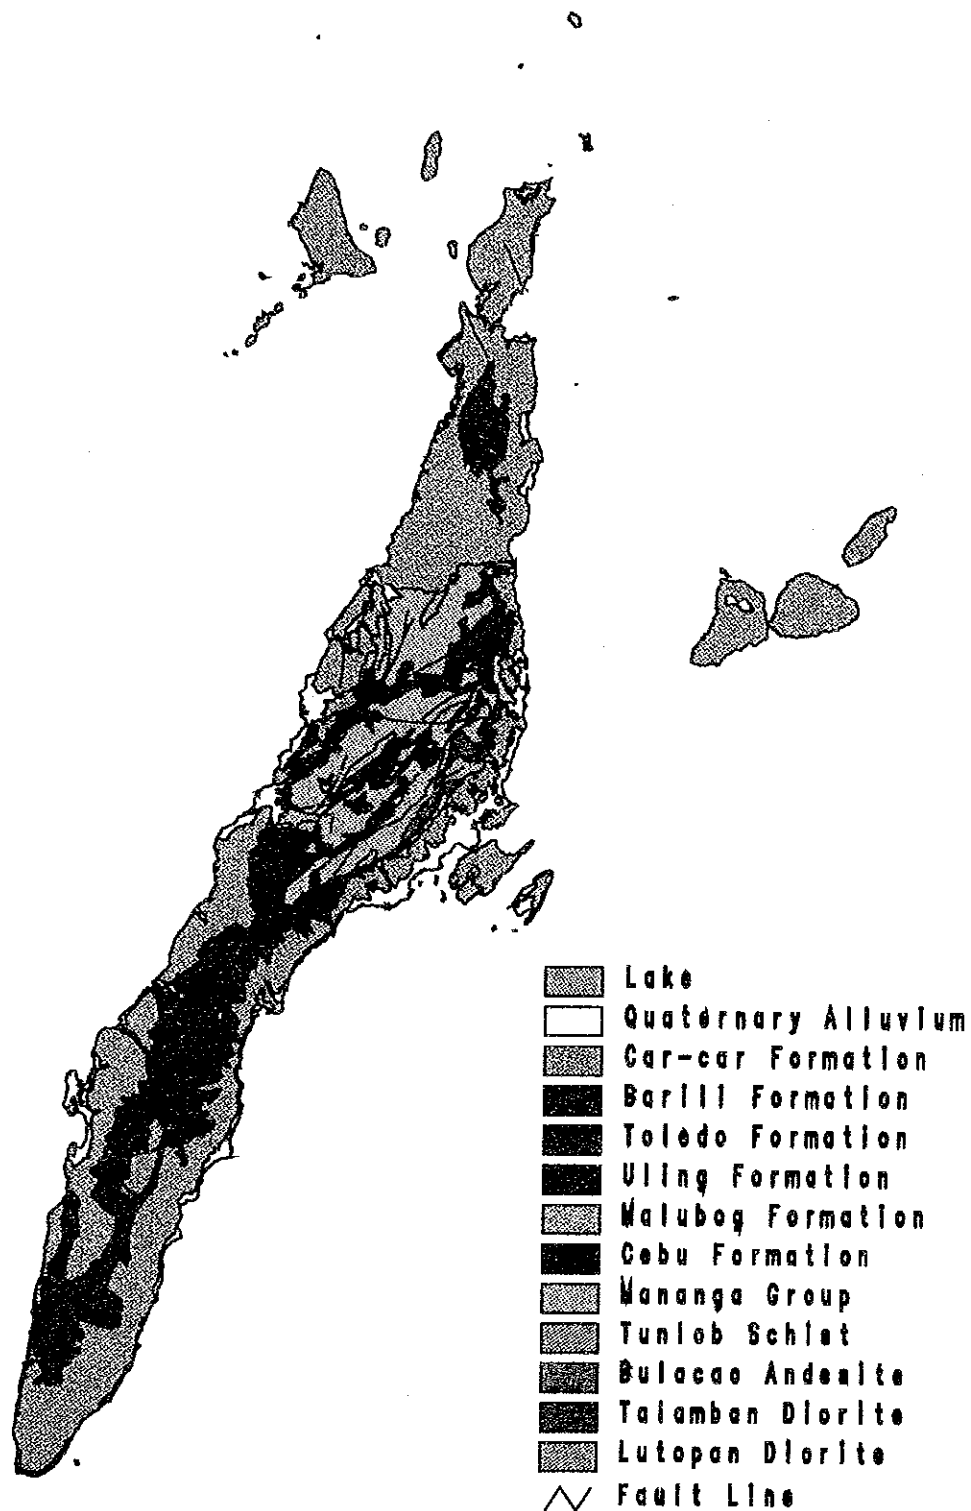 Lake
Quaternary Alluvium
Car-car Formation
Barili Formation
Toledo Formation
Uling Formation
Malubog Formation
Cebu Formation
Mananga Group
Tunlob Schist
Bulacao Andesite
Talamban Diorite
Lutopan Diorite
Fault Line